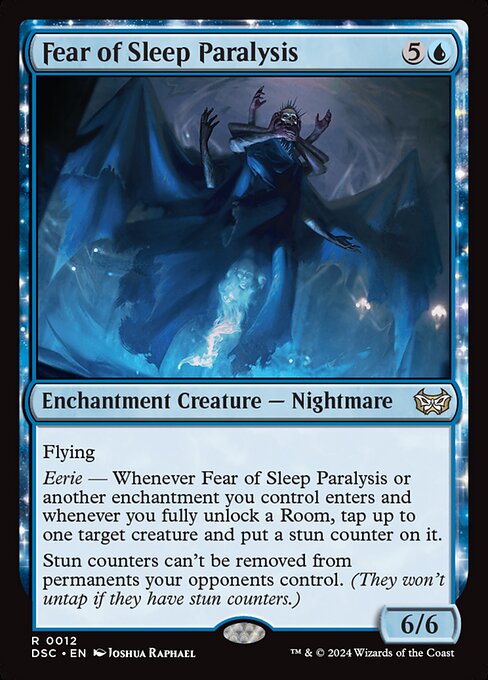 Fear of Sleep Paralysis 5
Enchantment Creature — Nightmare
Flying
Eerie — Whenever Fear of Sleep Paralysis or
another enchantment you control enters and
whenever you fully unlock a Room, tap up to
one target creature and put a stun counter on it.
Stun counters can't be removed from
permanents your opponents control. (They won't
untap if they have stun counters.)
6/6
R 0012
DSC • EN Joshua Raphael ™ & © 2024 Wizards of the Coast